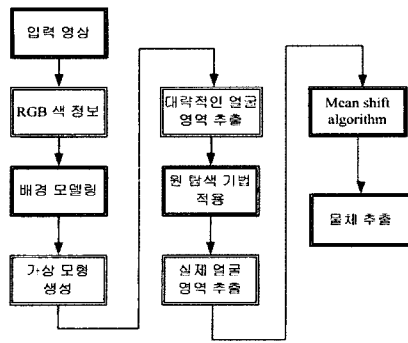 입력 영상
RGB 색 정보
배경 모델링
가상 모형
생성
대략적인 얼굴
영역 추출
원 탐색 기법
적용
실제 얼굴
영역 추출
Mean shift
algorithm
물체 추출